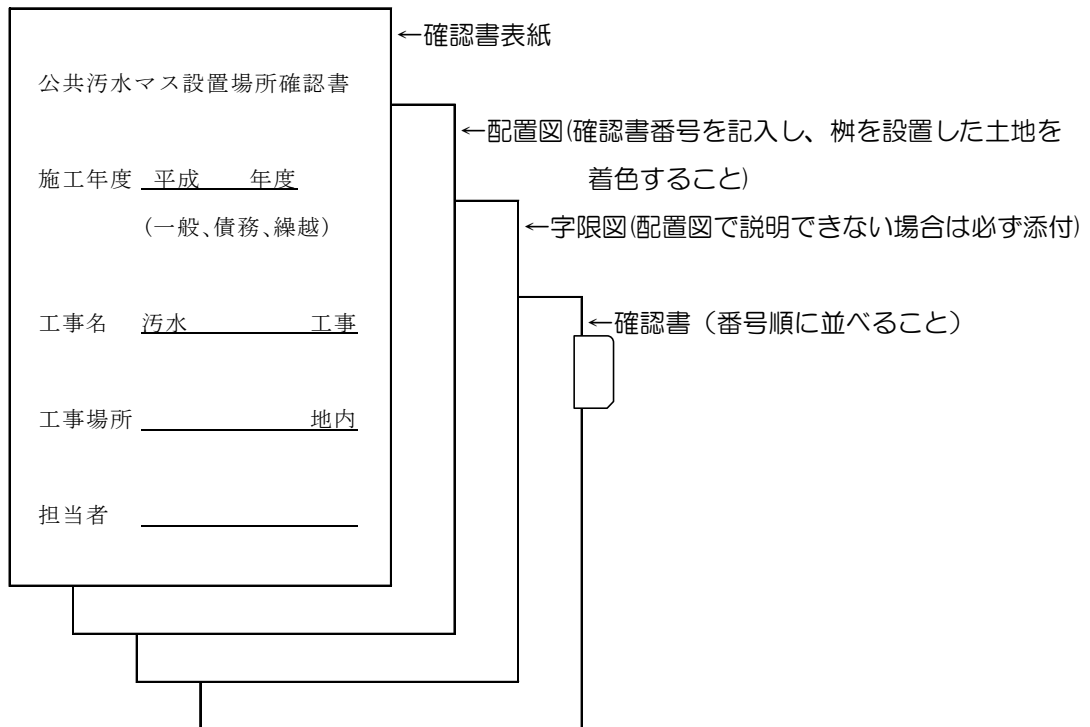 ←確認書表紙
公共汚水マス設置場所確認書
←配置図(確認書番号を記入し、桝を設置した土地を
着色すること)
施工年度 平成 年度
(一般、債務、繰越)
←字限図(配置図で説明できない場合は必ず添付)
工事名 汚水 工事
←確認書（番号順に並べること）
工事場所 地内
担当者